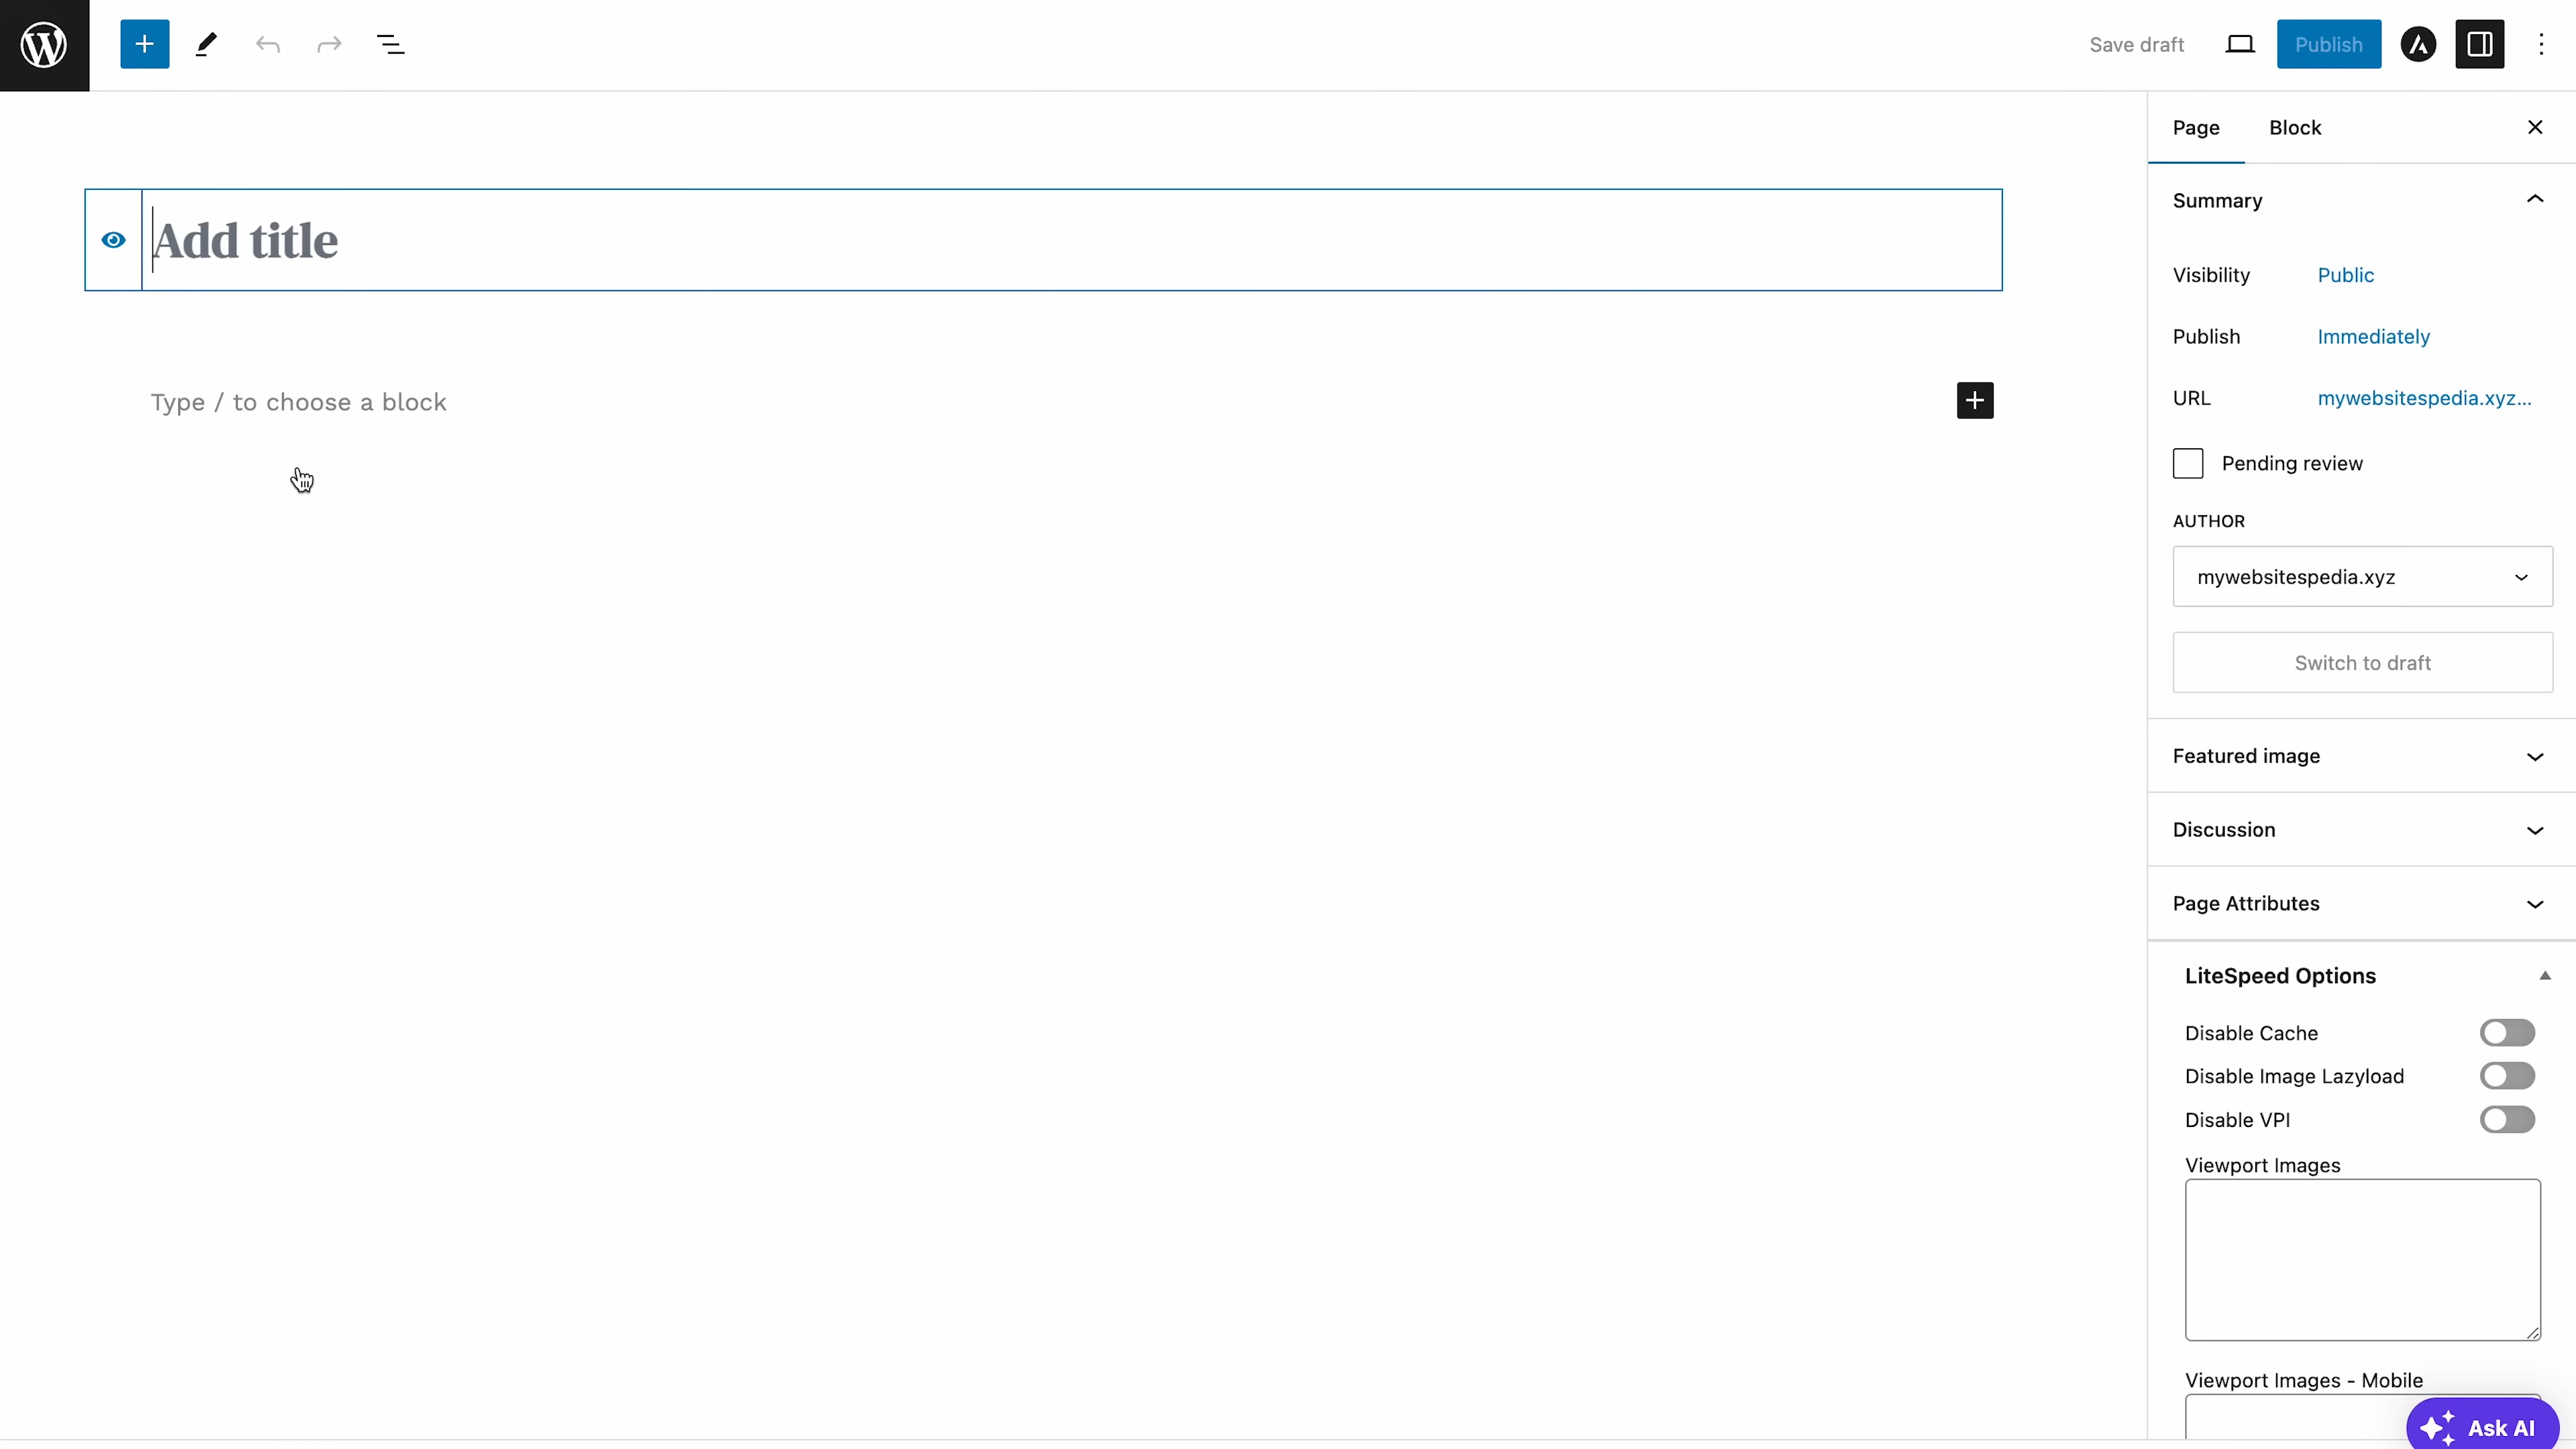 Save draft
Publish
Page Block
Add title
Type / to choose a block
Summary
Visibility Public
Publish Immediately
URL mywebsitespedia.xyz...
Pending review
AUTHOR
mywebsitespedia.xyz
Switch to draft
Featured image
Discussion
Page Attributes
LiteSpeed Options
Disable Cache
Disable Image Lazyload
Disable VPI
Viewport Images
Viewport Images - Mobile
Ask AI